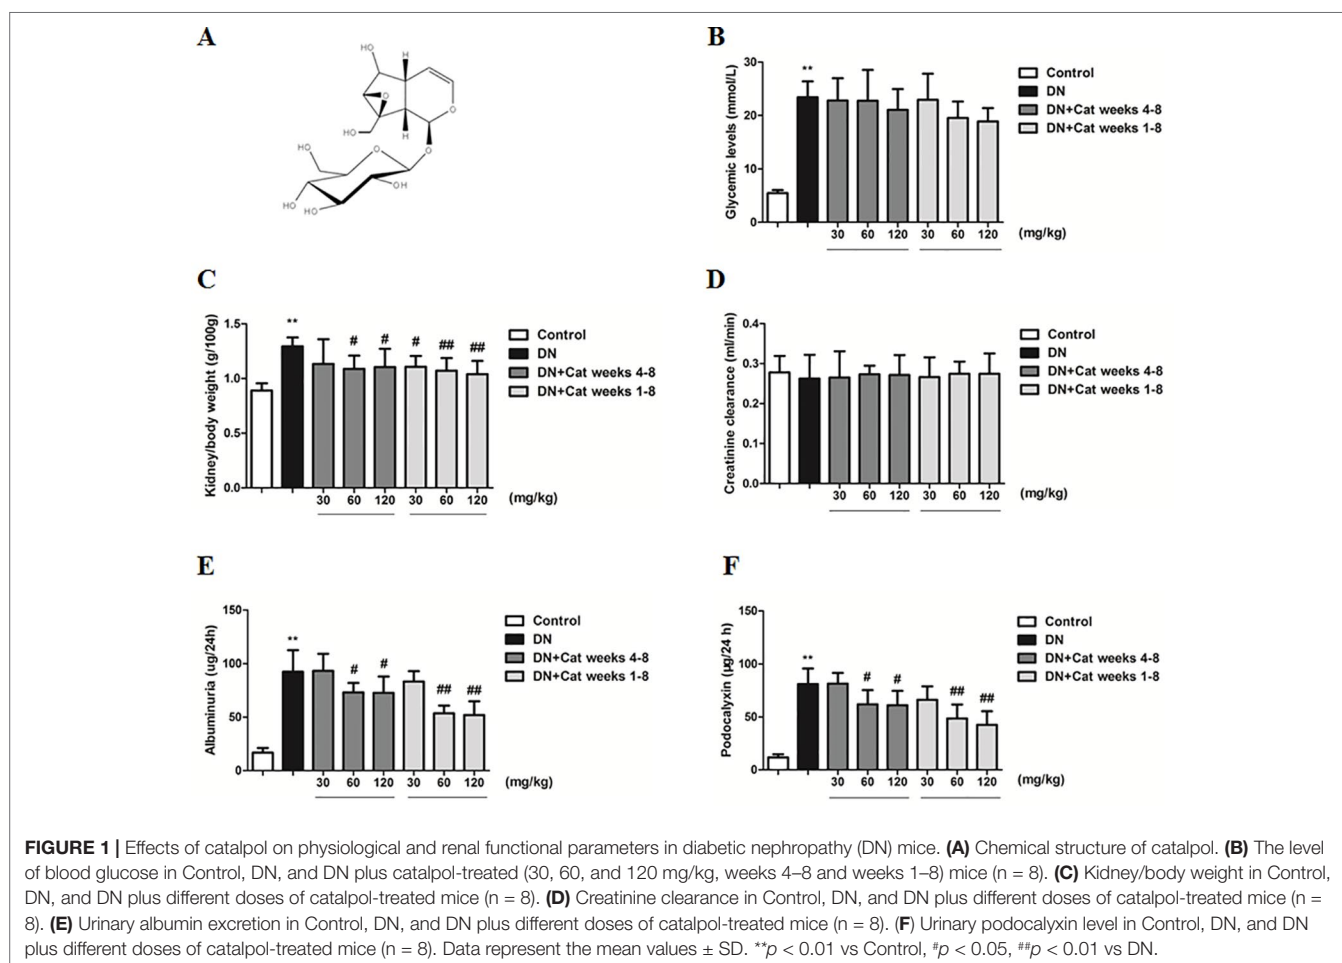 A
HO
H
O
O
HO
H
O
O
HO
OH
HO
HO
B
Glycemic levels (mmol/L)
30
20
10
0
**
30 60 120 30 60 120 (mg/kg)
Control
DN
DN+Cat weeks 4-8
DN+Cat weeks 1-8
C
Kidney/body weight (g/100g)
1.5
1.0
0.5
0.0
** # # # ## ##
30 60 120 30 60 120 (mg/kg)
Control
DN
DN+Cat weeks 4-8
DN+Cat weeks 1-8
D
Creatinine clearance (ml/min)
0.4
0.3
0.2
0.1
0.0
30 60 120 30 60 120 (mg/kg)
Control
DN
DN+Cat weeks 4-8
DN+Cat weeks 1-8
E
Albuminuria (ug/24h)
150
100
50
0
** # # ## ##
30 60 120 30 60 120 (mg/kg)
Control
DN
DN+Cat weeks 4-8
DN+Cat weeks 1-8
F
Podocalyxin (µg/24 h)
150
100
50
0
** # # ## ##
30 60 120 30 60 120 (mg/kg)
Control
DN
DN+Cat weeks 4-8
DN+Cat weeks 1-8
FIGURE 1 | Effects of catalpol on physiological and renal functional parameters in diabetic nephropathy (DN) mice. (A) Chemical structure of catalpol. (B) The level
of blood glucose in Control, DN, and DN plus catalpol-treated (30, 60, and 120 mg/kg, weeks 4–8 and weeks 1–8) mice (n = 8). (C) Kidney/body weight in Control,
DN, and DN plus different doses of catalpol-treated mice (n = 8). (D) Creatinine clearance in Control, DN, and DN plus different doses of catalpol-treated mice (n =
8). (E) Urinary albumin excretion in Control, DN, and DN plus different doses of catalpol-treated mice (n = 8). (F) Urinary podocalyxin level in Control, DN, and DN
plus different doses of catalpol-treated mice (n = 8). Data represent the mean values ± SD. **p < 0.01 vs Control, #p < 0.05, ##p < 0.01 vs DN.